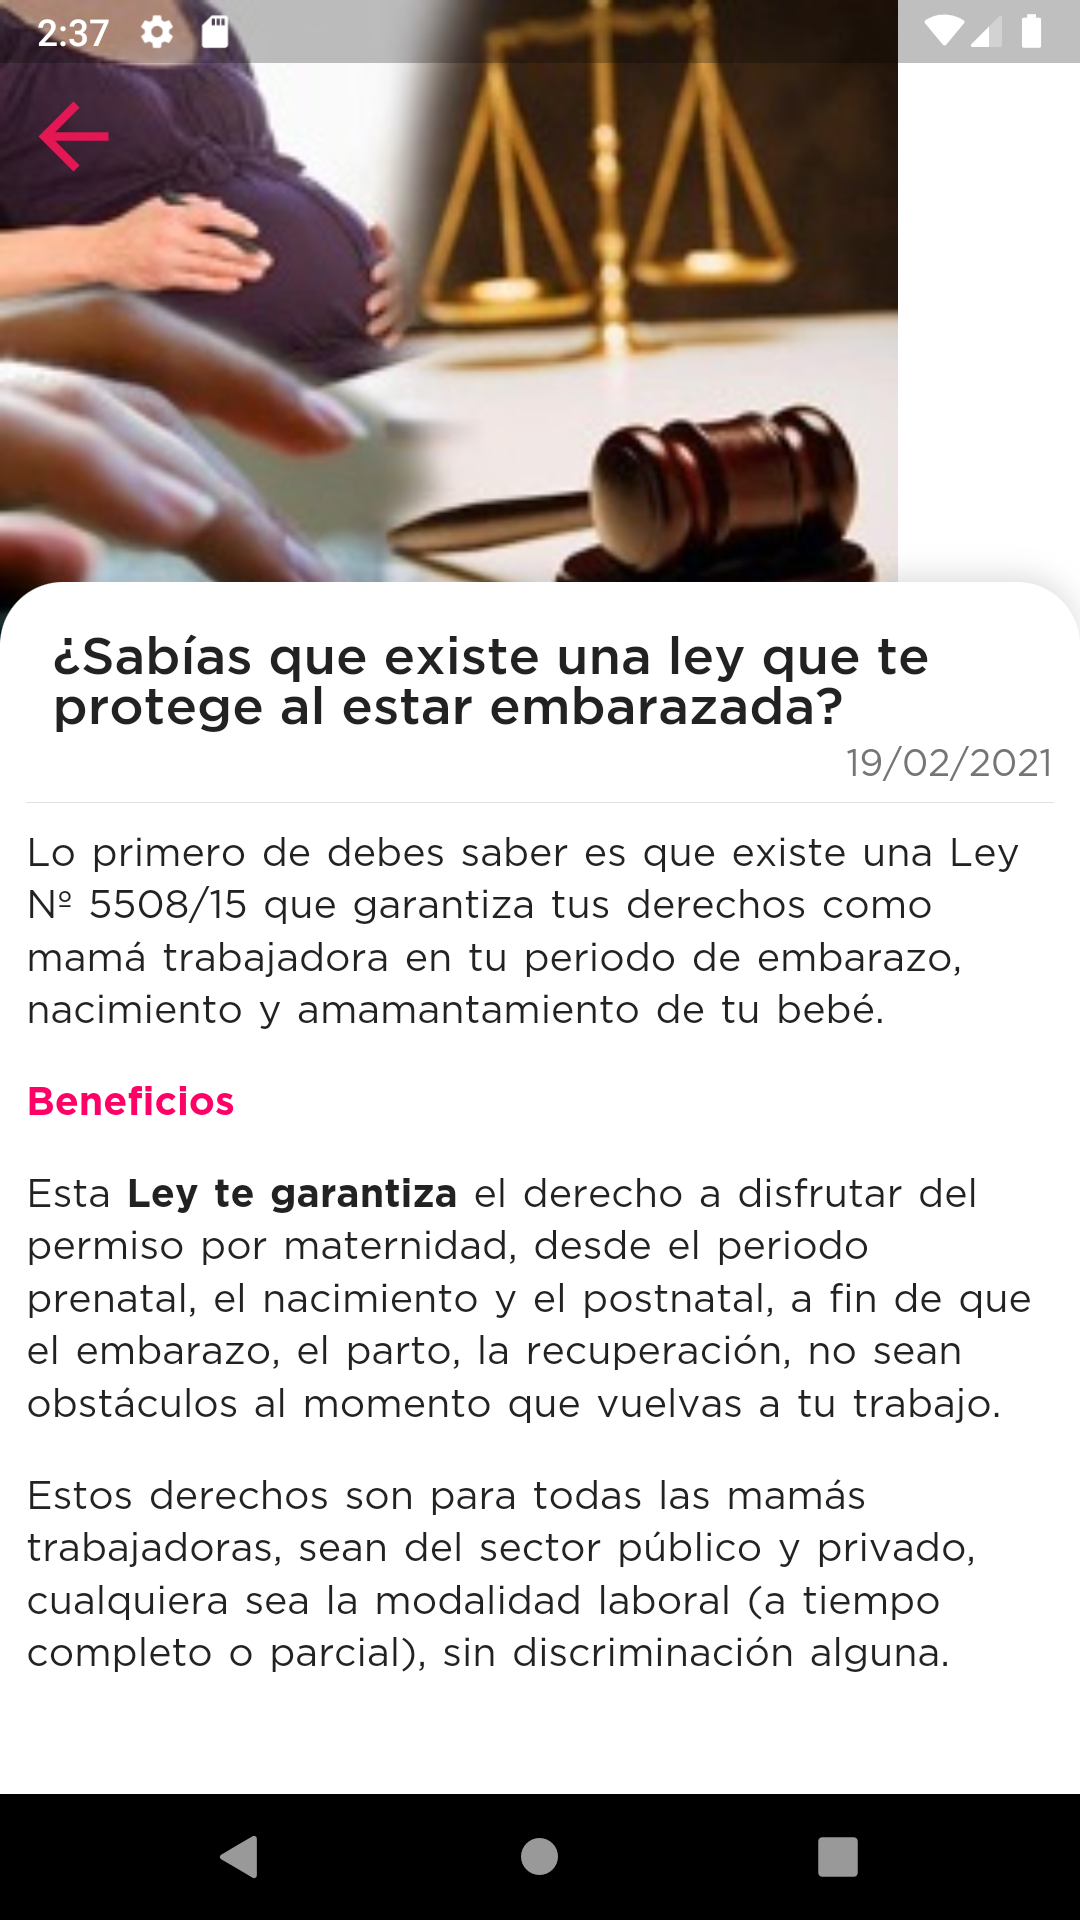 2:37
¿Sabías que existe una ley que te
protege al estar embarazada?
19/02/2021
Lo primero de debes saber es que existe una Ley
Nº 5508/15 que garantiza tus derechos como
mamá trabajadora en tu periodo de embarazo,
nacimiento y amamantamiento de tu bebé.
Beneficios
Esta Ley te garantiza el derecho a disfrutar del
permiso por maternidad, desde el periodo
prenatal, el nacimiento y el postnatal, a fin de que
el embarazo, el parto, la recuperación, no sean
obstáculos al momento que vuelvas a tu trabajo.
Estos derechos son para todas las mamás
trabajadoras, sean del sector público y privado,
cualquiera sea la modalidad laboral (a tiempo
completo o parcial), sin discriminación alguna.